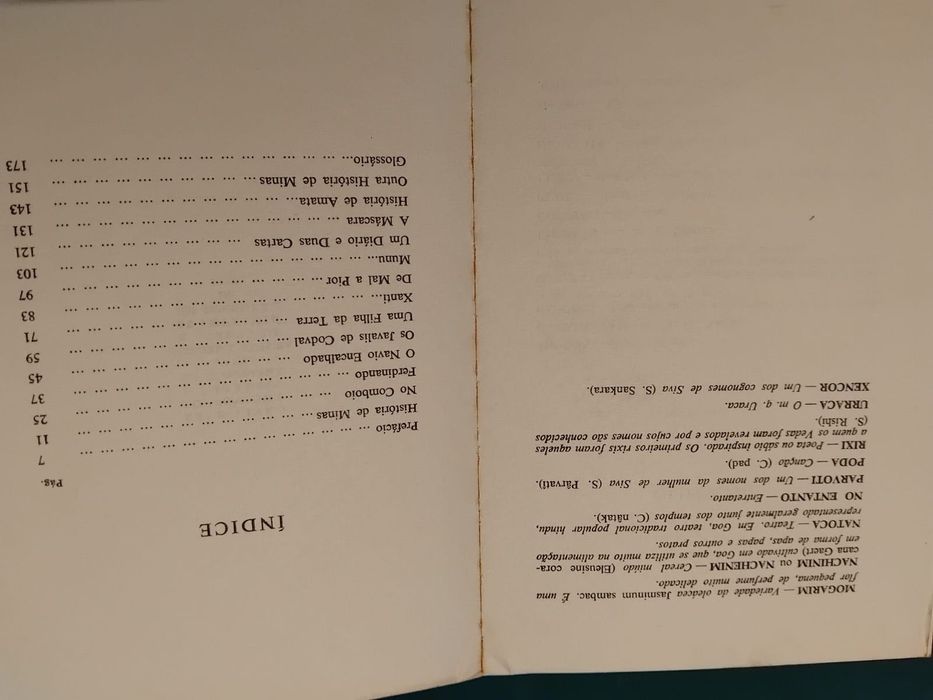 MOGARIM — Variedade da oleácea Jasminum sambac. É uma
flor pequena, de perfume muito delicado.
NACHINIM ou NACHENIM — Cereal miúdo (Eleusine cora-
cana Gaert) cultivado em Goa, que se utiliza muito na alimentação
em forma de apas, papas e outros pratos.
NATOCA — Teatro. Em Goa, teatro tradicional popular hindu,
representado geralmente junto dos templos (C. nātak).
NO ENTANTO — Entretanto.
PARVOTI — Um dos nomes da mulher de Siva (S. Pārvatī).
PODA — Canção (C. pad).
RIXI — Poeta ou sábio inspirado. Os primeiros rixis foram aqueles
a quem os Vedas foram revelados e por cujos nomes são conhecidos
(S. Rishi).
URRACA — O m. q. Uraca.
XENCOR — Um dos cognomes de Siva (S. Sankara).
ÍNDICE
Pág.
Prefácio ... 7
História de Minas ... 11
No Comboio ... 25
Ferdinando ... 37
O Navio Encalhado ... 45
Os Javalis de Codval ... 59
Uma Filha da Terra ... 71
Xanti ... 83
De Mal a Pior ... 97
Munu ... 103
Um Diário e Duas Cartas ... 121
A Máscara ... 131
História de Amata ... 143
Outra História de Minas ... 151
Glossário ... 173